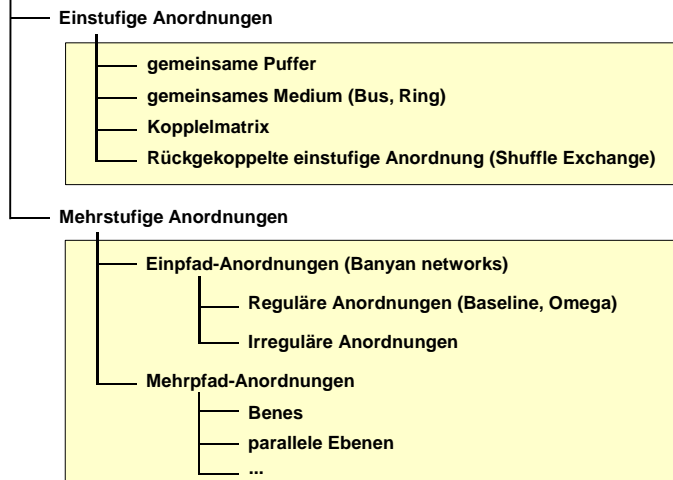 Einstufige Anordnungen
gemeinsame Puffer
gemeinsames Medium (Bus, Ring)
Kopplelmatrix
Rückgekoppelte einstufige Anordnung (Shuffle Exchange)
Mehrstufige Anordnungen
Einpfad-Anordnungen (Banyan networks)
Reguläre Anordnungen (Baseline, Omega)
Irreguläre Anordnungen
Mehrpfad-Anordnungen
Benes
parallele Ebenen
...